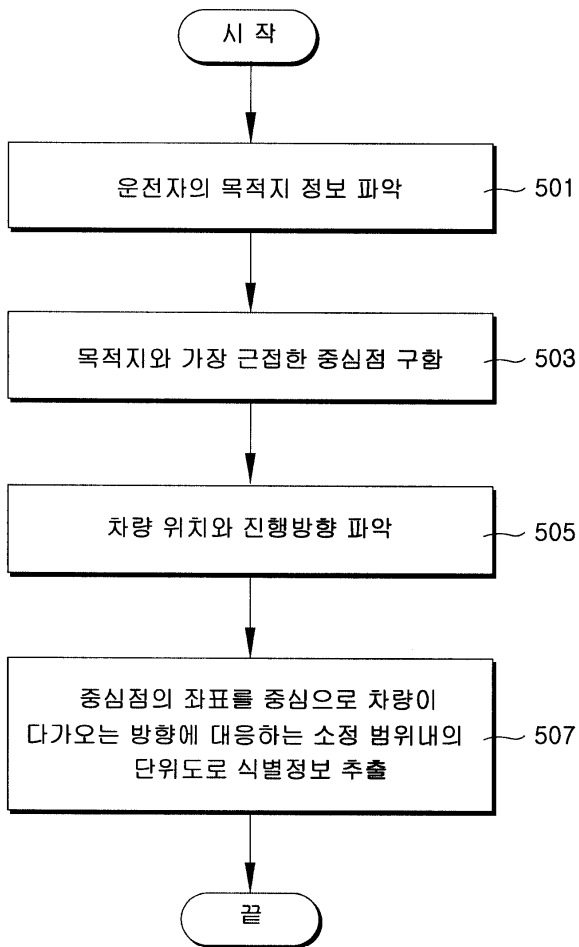 시 작
운전자의 목적지 정보 파악
501
목적지와 가장 근접한 중심점 구함
503
차량 위치와 진행방향 파악
505
중심점의 좌표를 중심으로 차량이
다가오는 방향에 대응하는 소정 범위내의
단위도로 식별정보 추출
507
끝